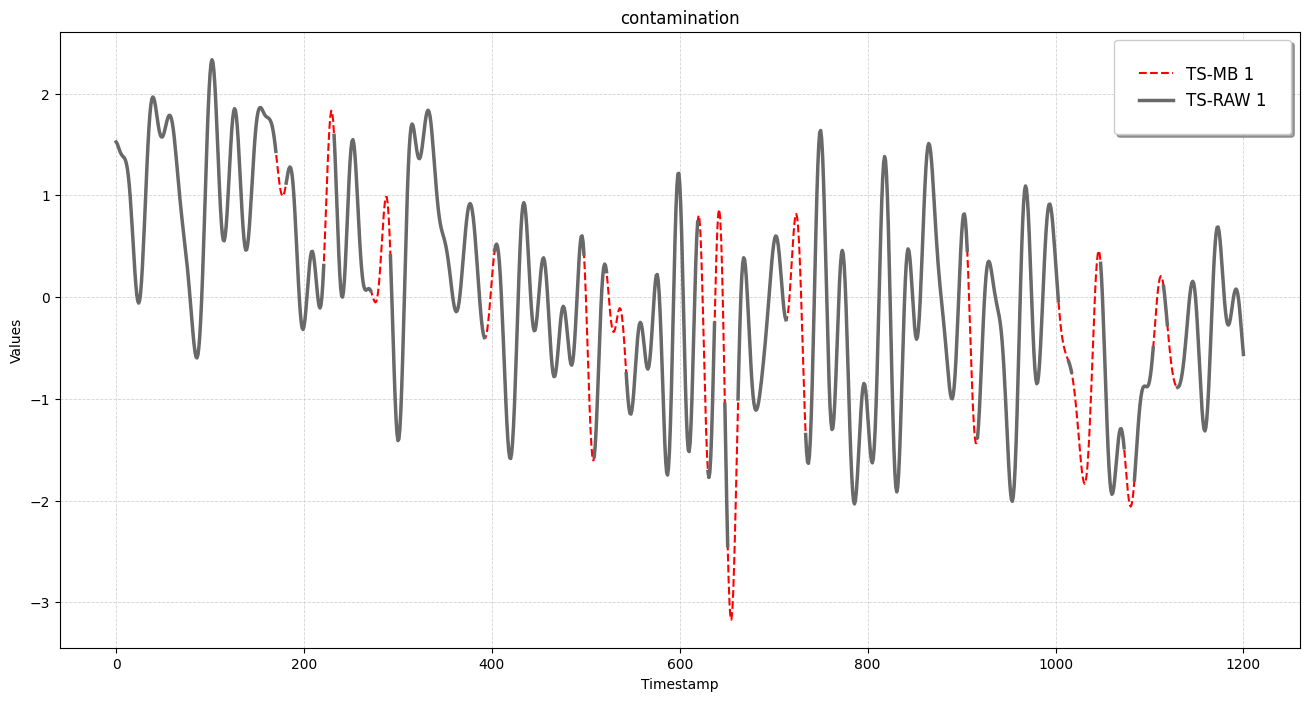 contamination
TS-MB 1
TS-RAW 1
Values
2
1
0
−1
−2
−3
0 200 400 600 800 1000 1200
Timestamp